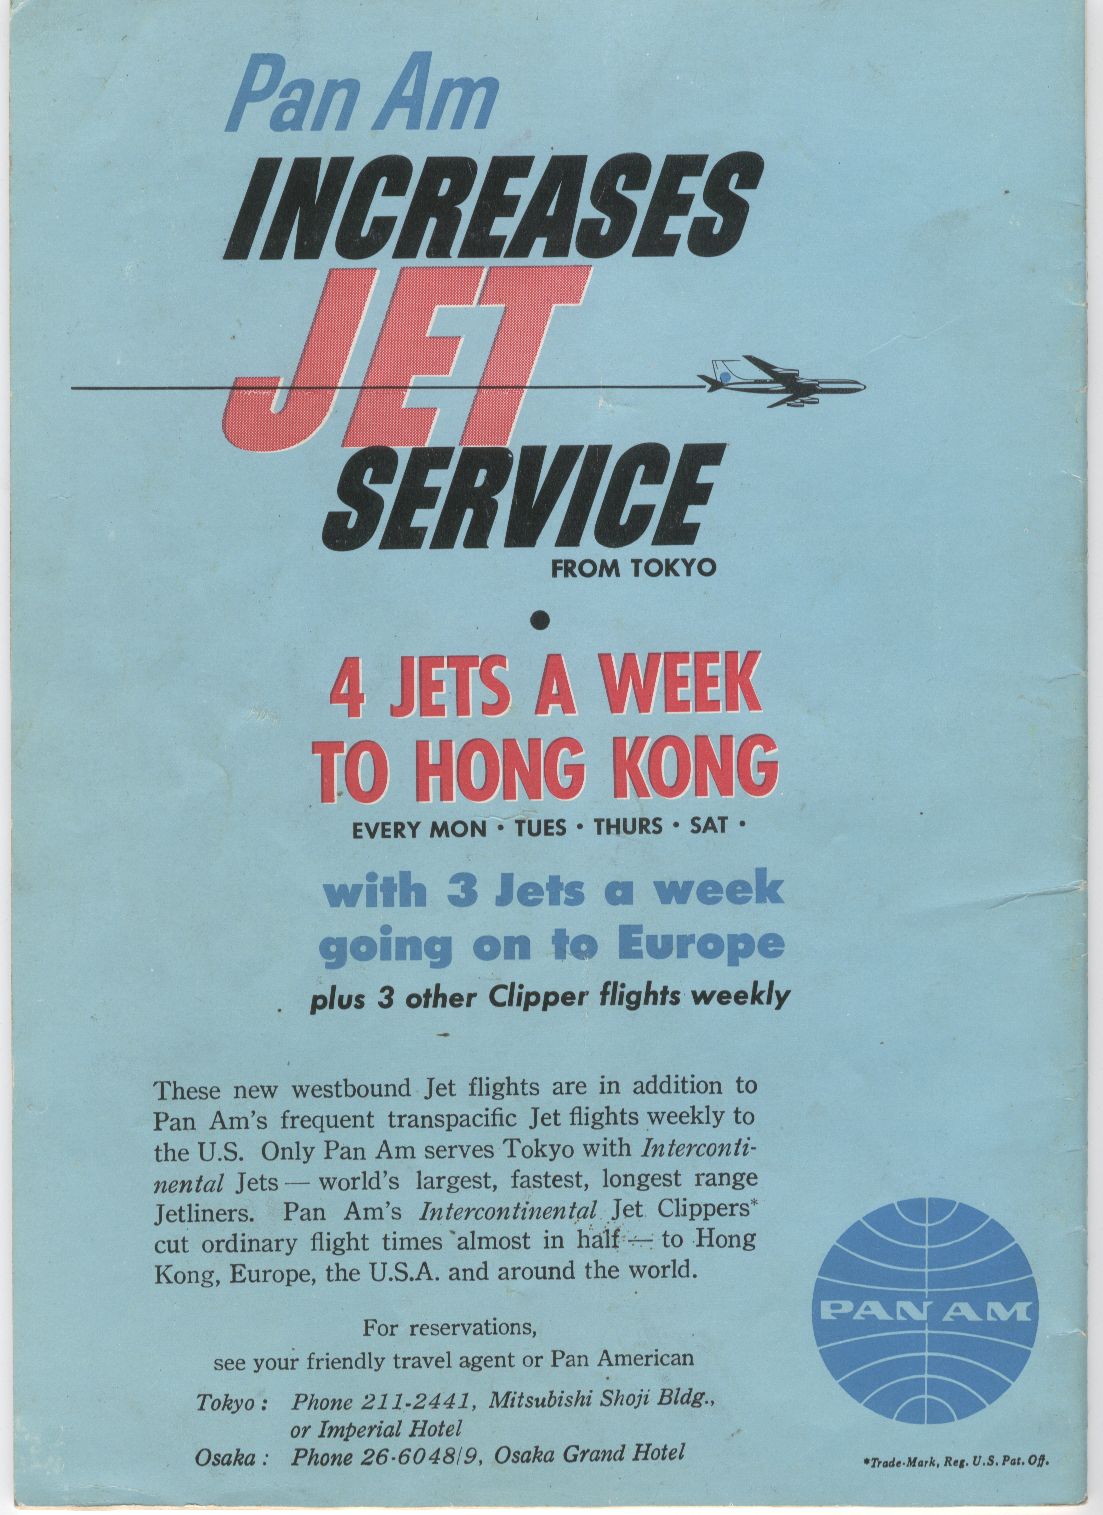 Pan Am
INCREASES
JET
SERVICE
FROM TOKYO
•
4 JETS A WEEK
TO HONG KONG
EVERY MON • TUES • THURS • SAT •
with 3 Jets a week
going on to Europe
plus 3 other Clipper flights weekly
These new westbound Jet flights are in addition to
Pan Am's frequent transpacific Jet flights weekly to
the U.S. Only Pan Am serves Tokyo with Interconti-
nental Jets — world's largest, fastest, longest range
Jetliners. Pan Am's Intercontinental Jet Clippers*
cut ordinary flight times almost in half — to Hong
Kong, Europe, the U.S.A. and around the world.
For reservations,
see your friendly travel agent or Pan American
Tokyo : Phone 211-2441, Mitsubishi Shoji Bldg.,
or Imperial Hotel
Osaka : Phone 26-6048/9, Osaka Grand Hotel
PAN AM
*Trade-Mark, Reg. U.S. Pat. Off.